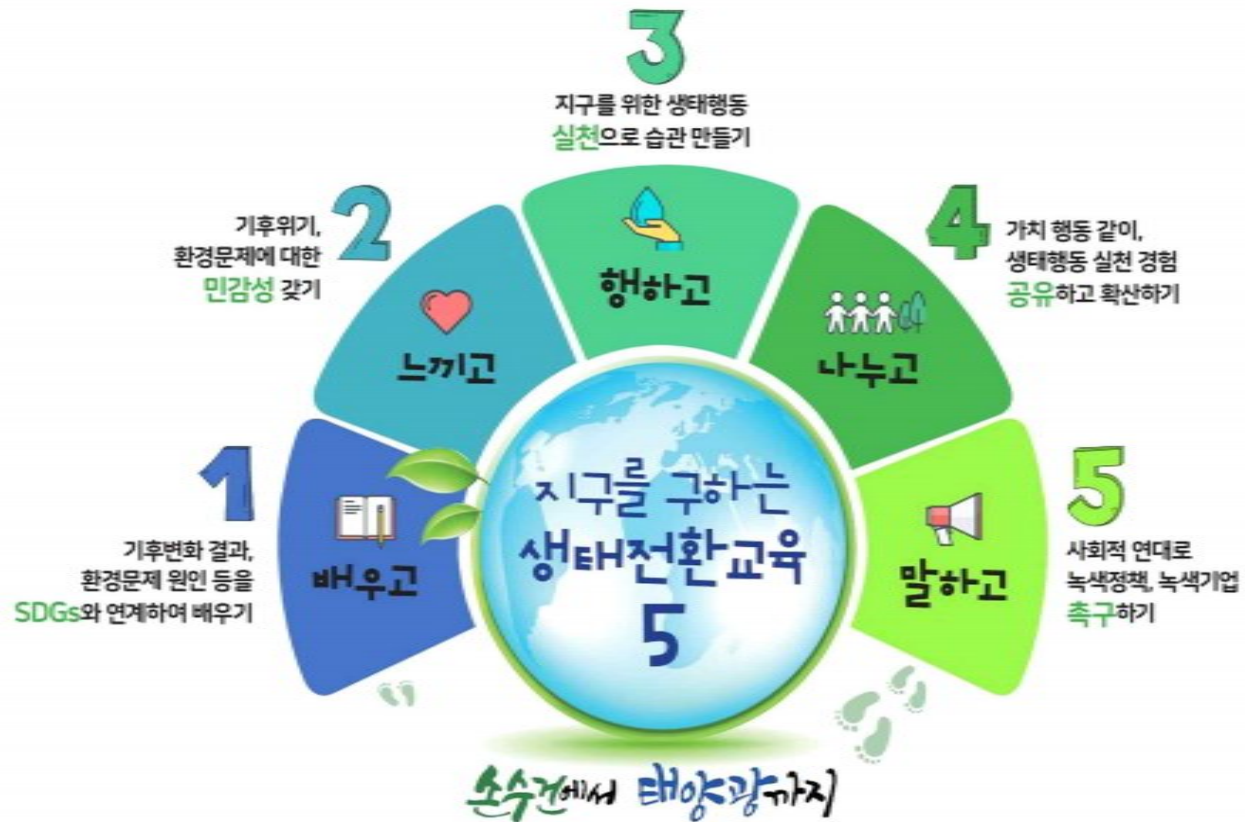 1
기후변화 결과,
환경문제 원인 등을
SDGs와 연계하여 배우기
배우고
2
기후위기,
환경문제에 대한
민감성 갖기
느끼고
3
지구를 위한 생태행동
실천으로 습관 만들기
행하고
4
가치 행동 같이,
생태행동 실천 경험
공유하고 확산하기
나누고
5
사회적 연대로
녹색정책, 녹색기업
촉구하기
말하고
지구를 구하는
생태전환교육
5
손수건에서 태양광까지